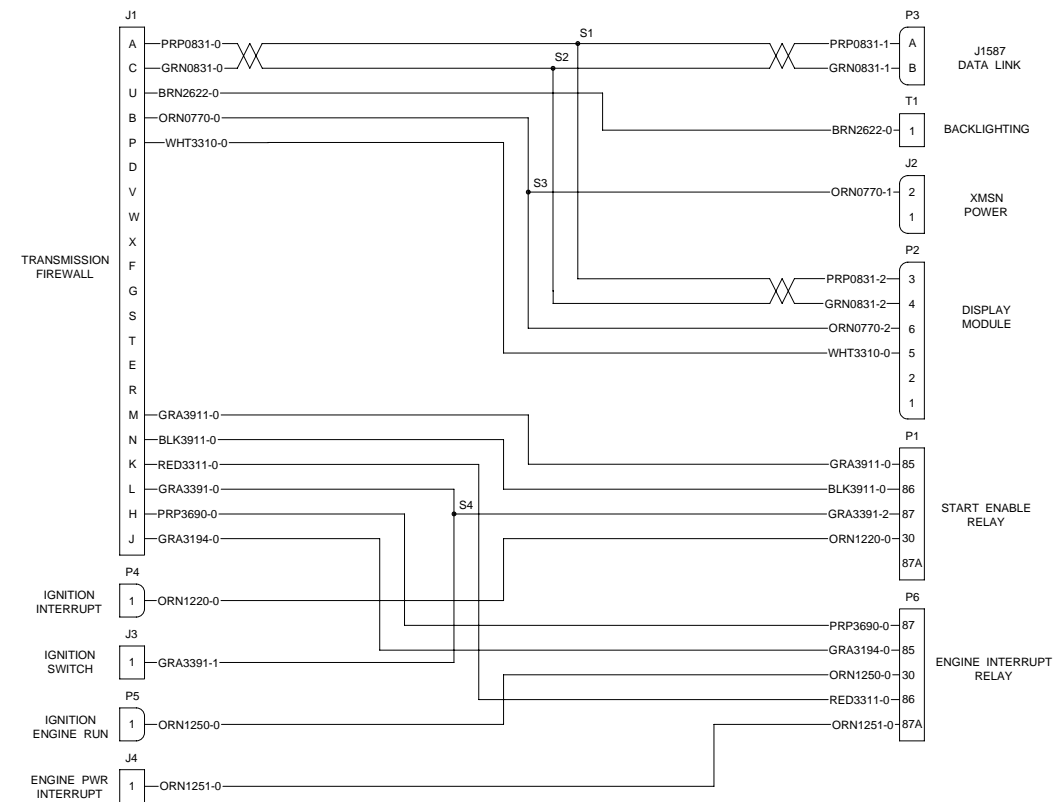 J1
A PRP0831-0
C GRN0831-0
U BRN2622-0
B ORN0770-0
P WHT3310-0
D
V
W
X
F
G
S
T
E
R
M GRA3911-0
N BLK3911-0
K RED3311-0
L GRA3391-0
H PRP3690-0
J GRA3194-0
TRANSMISSION
FIREWALL
P4
IGNITION
INTERRUPT
1 ORN1220-0
J3
IGNITION
SWITCH
1 GRA3391-1
P5
IGNITION
ENGINE RUN
1 ORN1250-0
J4
ENGINE PWR
INTERRUPT
1 ORN1251-0
S1
S2
S3
S4
P3
PRP0831-1 A
GRN0831-1 B
J1587
DATA LINK
T1
BRN2622-0 1
BACKLIGHTING
J2
ORN0770-1 2
1
XMSN
POWER
P2
PRP0831-2 3
GRN0831-2 4
ORN0770-2 6
WHT3310-0 5
2
1
DISPLAY
MODULE
P1
GRA3911-0 85
BLK3911-0 86
GRA3391-2 87
ORN1220-0 30
87A
START ENABLE
RELAY
P6
PRP3690-0 87
GRA3194-0 85
ORN1250-0 30
RED3311-0 86
ORN1251-0 87A
ENGINE INTERRUPT
RELAY